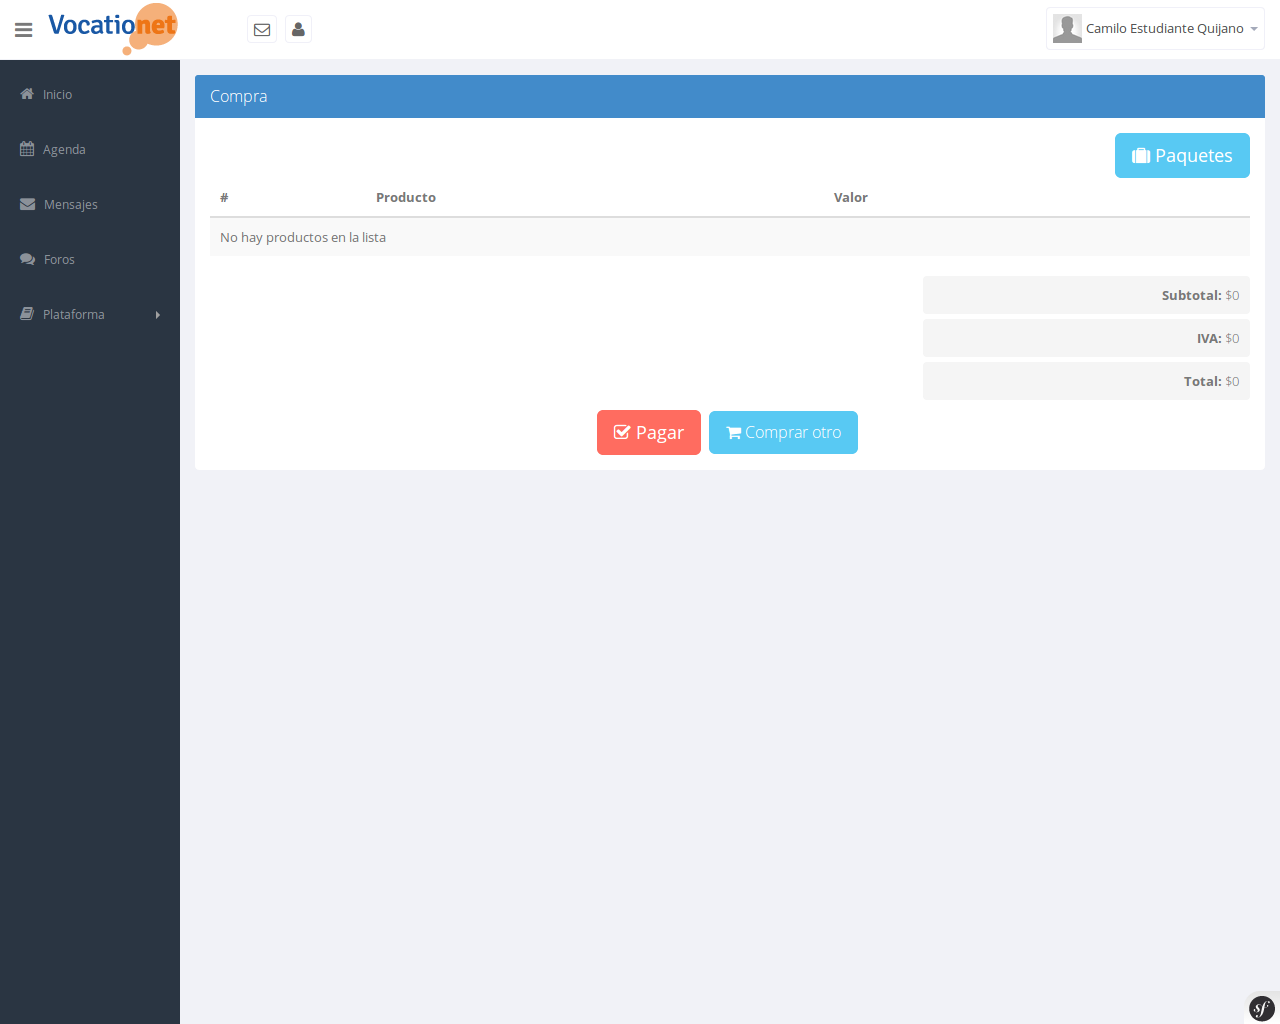 Vocationet
Camilo Estudiante Quijano
Inicio
Agenda
Mensajes
Foros
Plataforma
Compra
Paquetes
# Producto Valor
No hay productos en la lista
Subtotal: $0
IVA: $0
Total: $0
Pagar
Comprar otro
sf